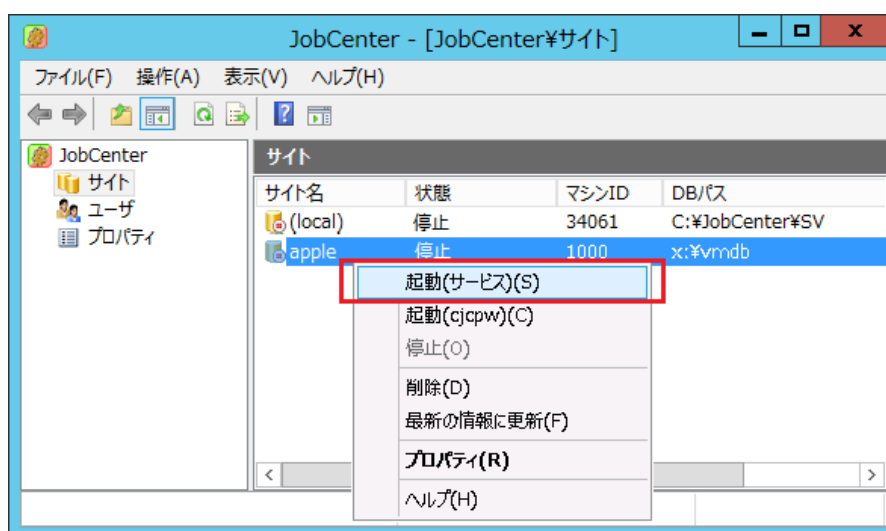 JobCenter - [JobCenter¥サイト]
ファイル(F) 操作(A) 表示(V) ヘルプ(H)
JobCenter
サイト
ユーザ
プロパティ
サイト
サイト名 状態 マシンID DBパス
(local) 停止 34061 C:¥JobCenter¥SV
apple 停止 1000 x:¥vmdb
起動(サービス)(S)
起動(cjcpw)(C)
停止(O)
削除(D)
最新の情報に更新(F)
プロパティ(R)
ヘルプ(H)